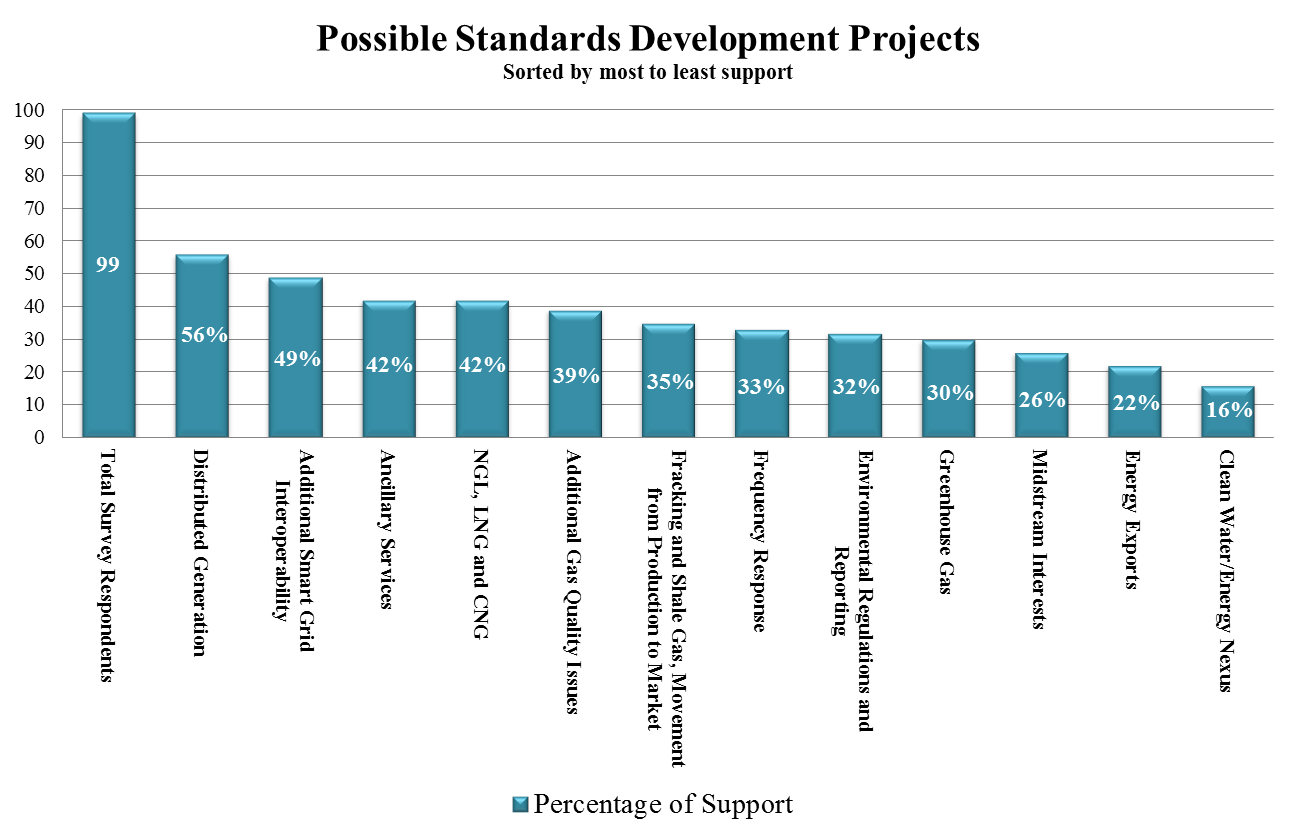 Possible Standards Development Projects
Sorted by most to least support
100
90
80
70
60
50
40
30
20
10
0
99
56%
49%
42%
42%
39%
35%
33%
32%
30%
26%
22%
16%
Total Survey Respondents
Distributed Generation
Additional Smart Grid
Interoperability
Ancillary Services
NGL, LNG and CNG
Additional Gas Quality Issues
Fracking and Shale Gas, Movement
from Production to Market
Frequency Response
Environmental Regulations and
Reporting
Greenhouse Gas
Midstream Interests
Energy Exports
Clean Water/Energy Nexus
Percentage of Support